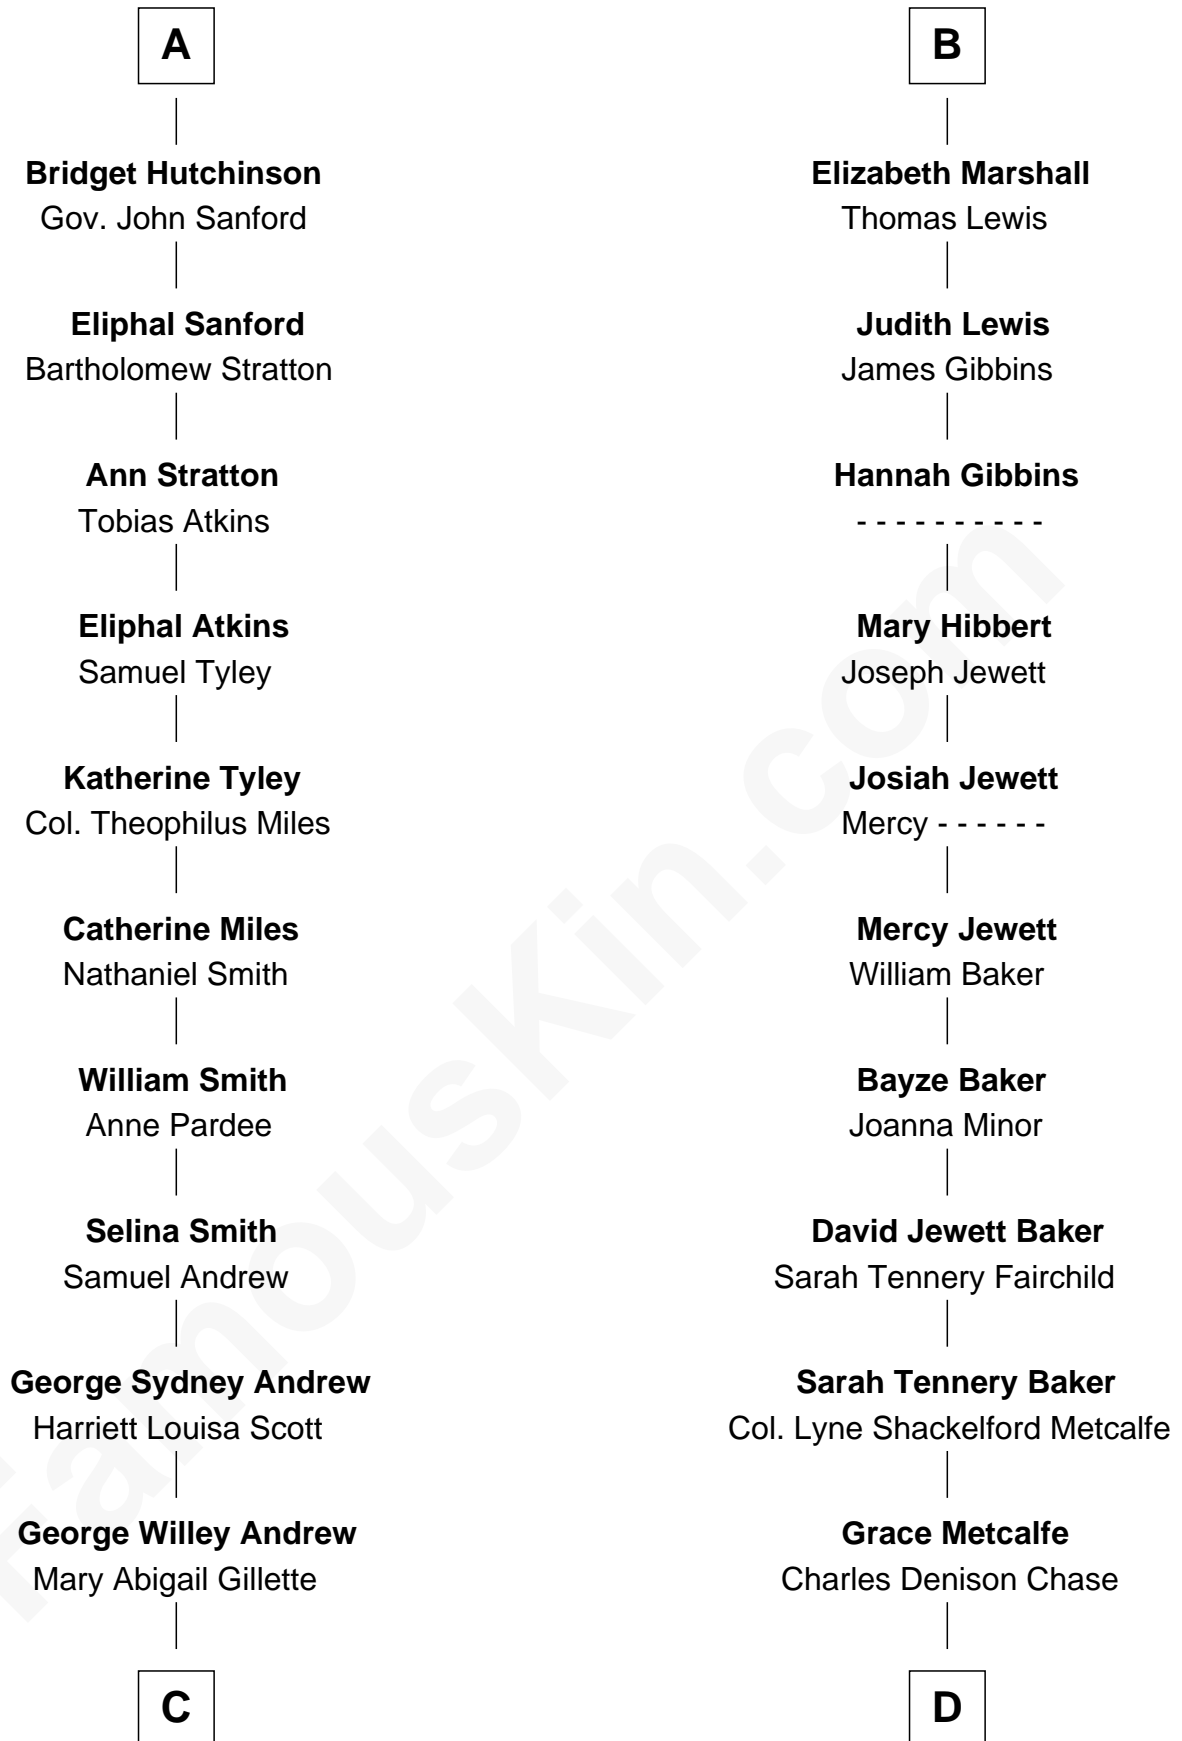 A
Bridget Hutchinson
Gov. John Sanford
Eliphal Sanford
Bartholomew Stratton
Ann Stratton
Tobias Atkins
Eliphal Atkins
Samuel Tyley
Katherine Tyley
Col. Theophilus Miles
Catherine Miles
Nathaniel Smith
William Smith
Anne Pardee
Selina Smith
Samuel Andrew
George Sydney Andrew
Harriett Louisa Scott
George Willey Andrew
Mary Abigail Gillette
C
B
Elizabeth Marshall
Thomas Lewis
Judith Lewis
James Gibbins
Hannah Gibbins
- - - - - - - - - -
Mary Hibbert
Joseph Jewett
Josiah Jewett
Mercy - - - - - -
Mercy Jewett
William Baker
Bayze Baker
Joanna Minor
David Jewett Baker
Sarah Tennery Fairchild
Sarah Tennery Baker
Col. Lyne Shackelford Metcalfe
Grace Metcalfe
Charles Denison Chase
D
FamousKin.com